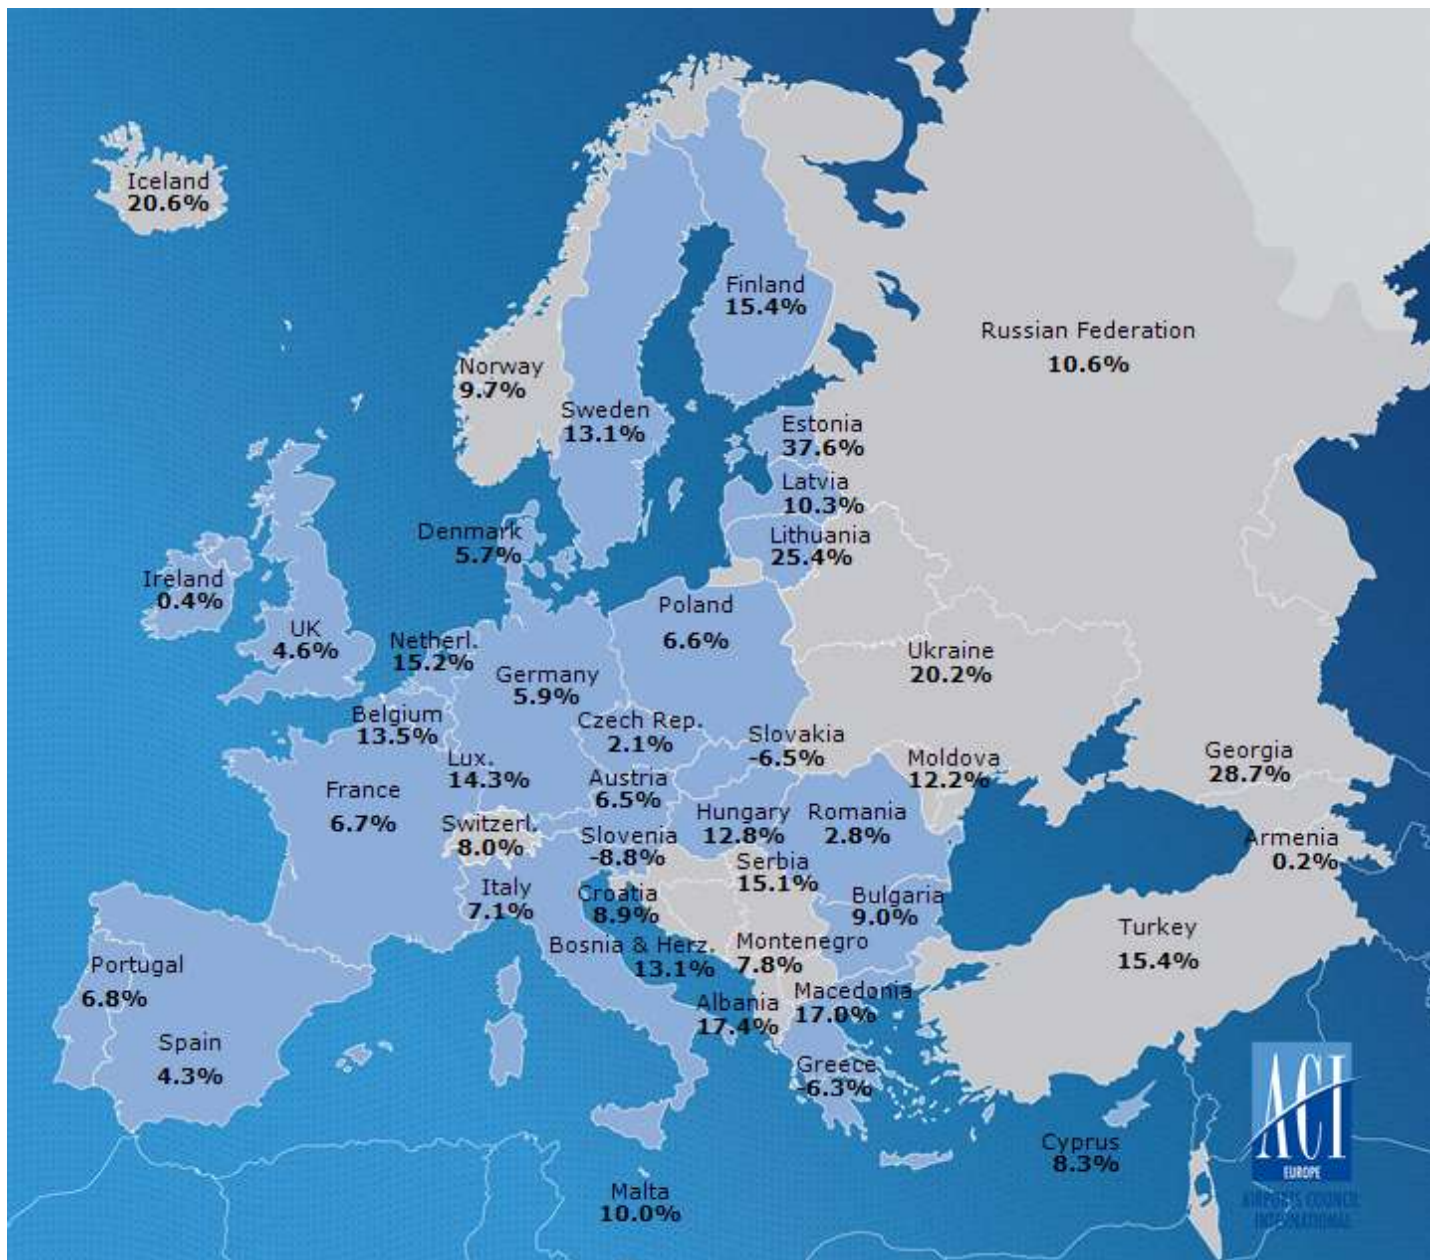 Iceland
20.6%
Finland
15.4%
Russian Federation
10.6%
Norway
9.7%
Sweden
13.1%
Estonia
37.6%
Latvia
10.3%
Denmark
5.7%
Lithuania
25.4%
Ireland
0.4%
Poland
6.6%
UK
4.6%
Netherl.
15.2%
Ukraine
20.2%
Germany
5.9%
Belgium
13.5%
Czech Rep.
2.1%
Slovakia
-6.5%
Lux.
14.3%
Moldova
12.2%
Georgia
28.7%
Austria
6.5%
France
6.7%
Hungary
12.8%
Romania
2.8%
Switzerl.
8.0%
Slovenia
-8.8%
Armenia
0.2%
Serbia
15.1%
Italy
7.1%
Croatia
8.9%
Bulgaria
9.0%
Turkey
15.4%
Bosnia & Herz.
13.1%
Montenegro
7.8%
Portugal
6.8%
Albania
17.4%
Macedonia
17.0%
Spain
4.3%
Greece
-6.3%
Cyprus
8.3%
Malta
10.0%
ACI
EUROPE
AIRPORTS COUNCIL
INTERNATIONAL